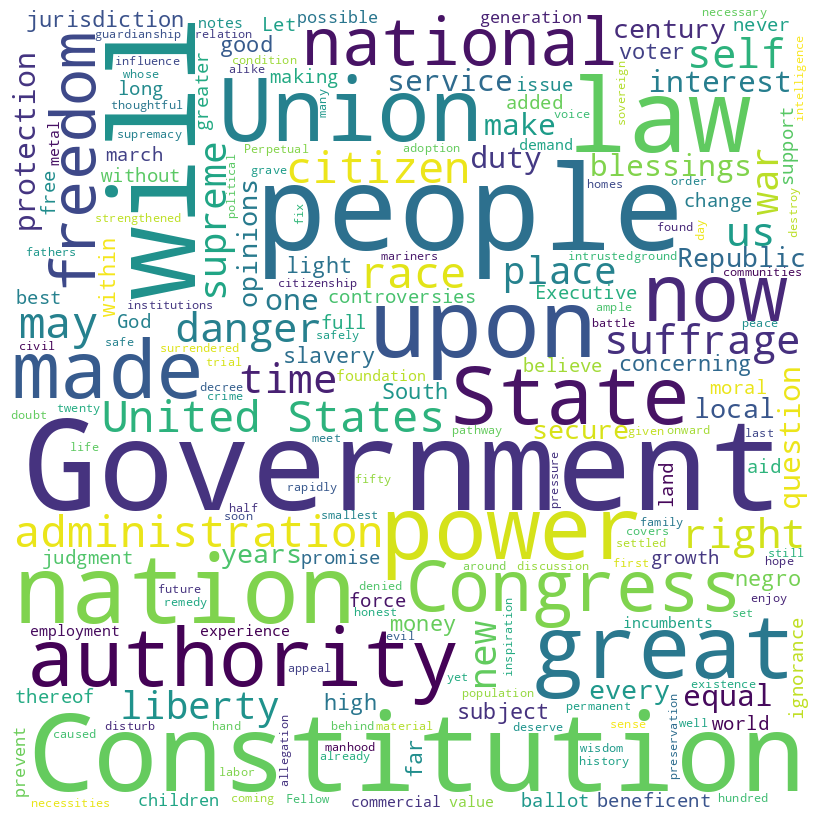 jurisdiction
notes
Let
possible
national
generation
century
necessary
never
guardianship
relation
good
voter
self
influence
whose
alike
making
service
issue
interest
long
thoughtful
greater
Union
many
added
law
sovereign
intelligence
protection
metal
supremacy
freedom
will
march
make
demand
voice
free
without
supreme
political
Perpetual
citizen
adoption
duty
blessings
war
support
grave
people
homes
order
strengthened
opinions
fix
change
destroy
within
us
day
found
fathers
light
mariners
place
intrusted
ground
Republic
best
institutions
one
citizenship
controversies
race
Executive
communities
may
God
danger
full
upon
ample
now
peace
civil
safe
surrendered
safely
battle
suffrage
made
trial
slavery
believe
concerning
time
foundation
South
State
moral
decree
crime
local
question
doubt
twenty
United States
secure
given
onward
last
life
meet
pathway
aid
Government
pressure
land
rapidly
fifty
half
soon
smallest
family
administration
power
covers
right
settled
still
judgment
years
promise
around
discussion
first
growth
hope
negro
nation
future
denied
Congress
enjoy
remedy
honest
force
set
employment
experience
money
evil
new
inspiration
incumbents
ignorance
authority
appeal
yet
great
thereof
population
every
existence
equal
liberty
high
subject
permanent
sense
well
world
disturb
hand
behind
material
deserve
preservation
caused
Constitution
prevent
allegation
manhood
already
far
wisdom
history
labor
necessities
children
coming
Fellow
commercial
value
ballot
beneficent
hundred